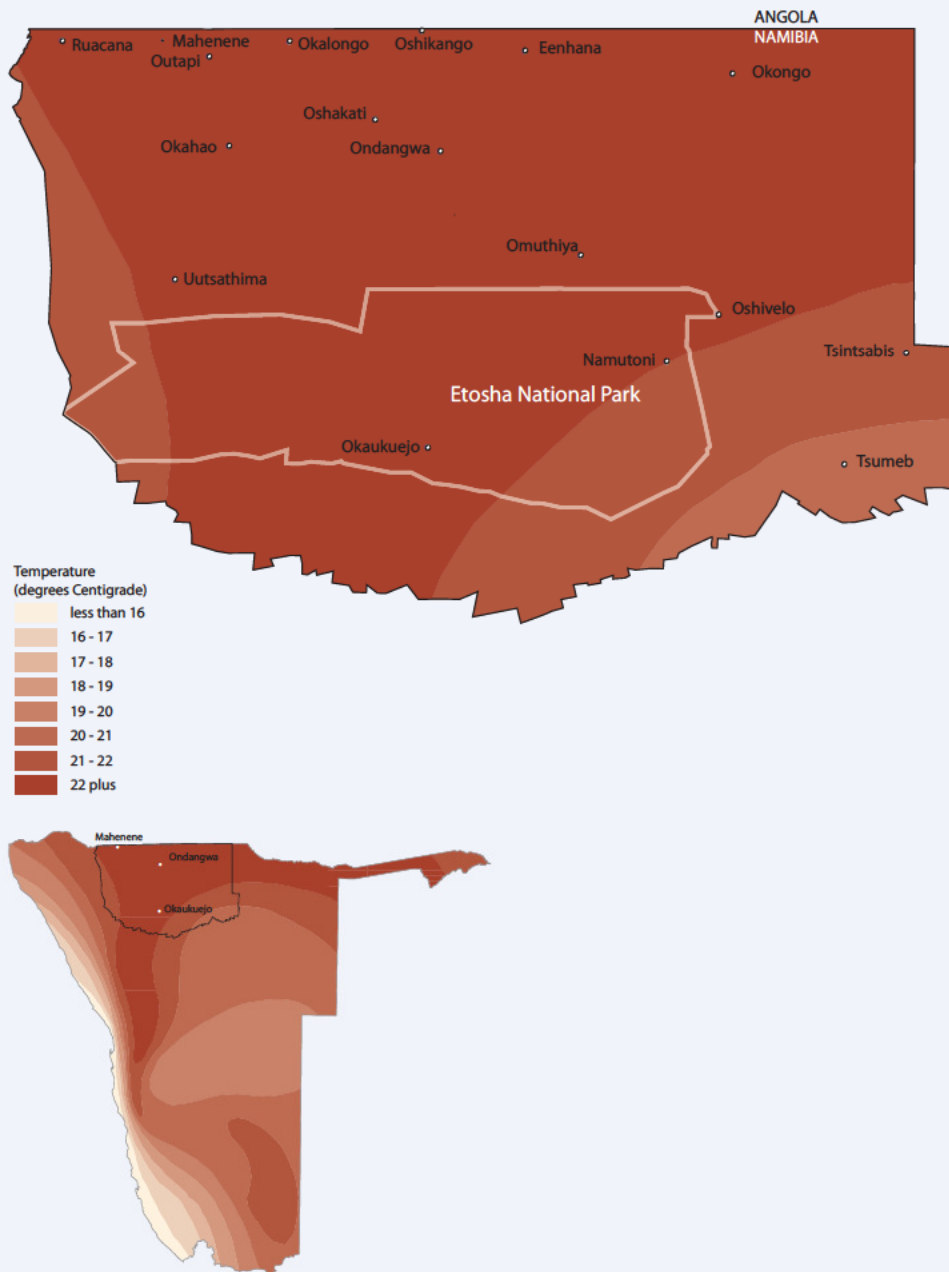 ANGOLA
NAMIBIA
Ruacana
Mahenene
Okalongo
Oshikango
Eenhana
Outapi
Okongo
Oshakati
Okahao
Ondangwa
Omuthiya
Uutsathima
Oshivelo
Tsintsabis
Namutoni
Etosha National Park
Okaukuejo
Tsumeb
Temperature
(degrees Centigrade)
less than 16
16 - 17
17 - 18
18 - 19
19 - 20
20 - 21
21 - 22
22 plus
Mahenene
Ondangwa
Okaukuejo